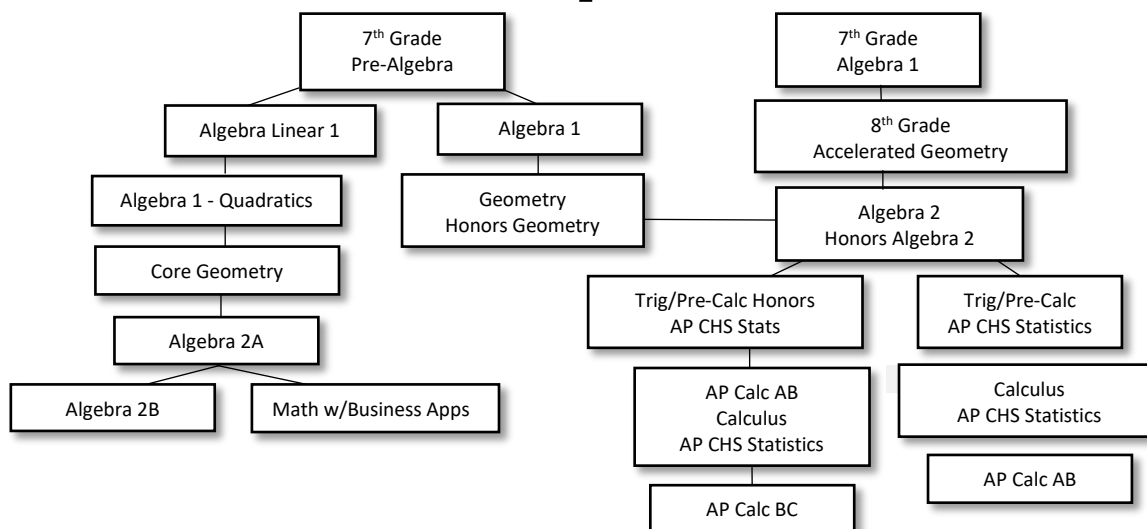 7th Grade
Pre-Algebra
7th Grade
Algebra 1
Algebra Linear 1
Algebra 1
8th Grade
Accelerated Geometry
Algebra 1 - Quadratics
Geometry
Honors Geometry
Algebra 2
Honors Algebra 2
Core Geometry
Trig/Pre-Calc Honors
AP CHS Stats
Trig/Pre-Calc
AP CHS Statistics
Algebra 2A
Algebra 2B
Math w/Business Apps
AP Calc AB
Calculus
AP CHS Statistics
Calculus
AP CHS Statistics
AP Calc AB
AP Calc BC